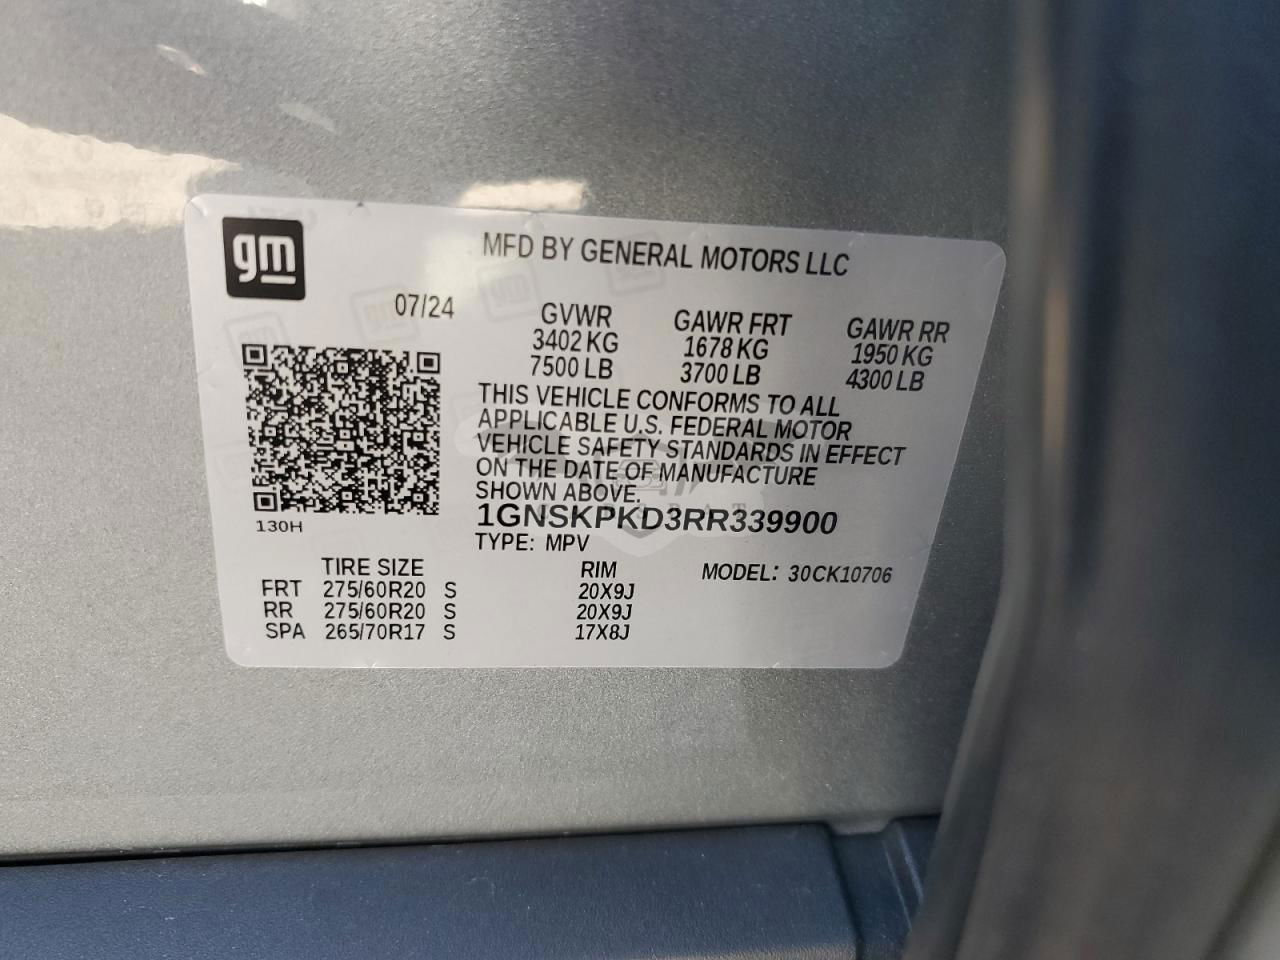 gm
MFD BY GENERAL MOTORS LLC
07/24
GVWR GAWR FRT GAWR RR
3402 KG 1678 KG 1950 KG
7500 LB 3700 LB 4300 LB
THIS VEHICLE CONFORMS TO ALL
APPLICABLE U.S. FEDERAL MOTOR
VEHICLE SAFETY STANDARDS IN EFFECT
ON THE DATE OF MANUFACTURE
SHOWN ABOVE.
1GNSKPKD3RR339900
130H
TYPE: MPV
TIRE SIZE RIM MODEL: 30CK10706
FRT 275/60R20 S 20X9J
RR 275/60R20 S 20X9J
SPA 265/70R17 S 17X8J